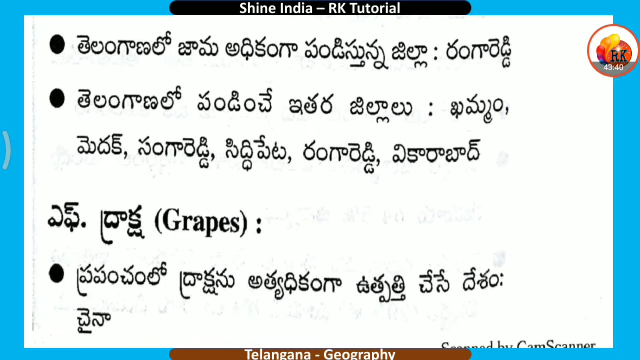 Shine India – RK Tutorial
RK
43:40
● తెలంగాణలో జామ అధికంగా పండిస్తున్న జిల్లా : రంగారెడ్డి
● తెలంగాణలో పండించే ఇతర జిల్లాలు : ఖమ్మం,
మెదక్, సంగారెడ్డి, సిద్ధిపేట, రంగారెడ్డి, వికారాబాద్
ఎఫ్. ద్రాక్ష (Grapes) :
● ప్రపంచంలో ద్రాక్షను అత్యధికంగా ఉత్పత్తి చేసే దేశం:
చైనా
Scanned by CamScanner
Telangana - Geography